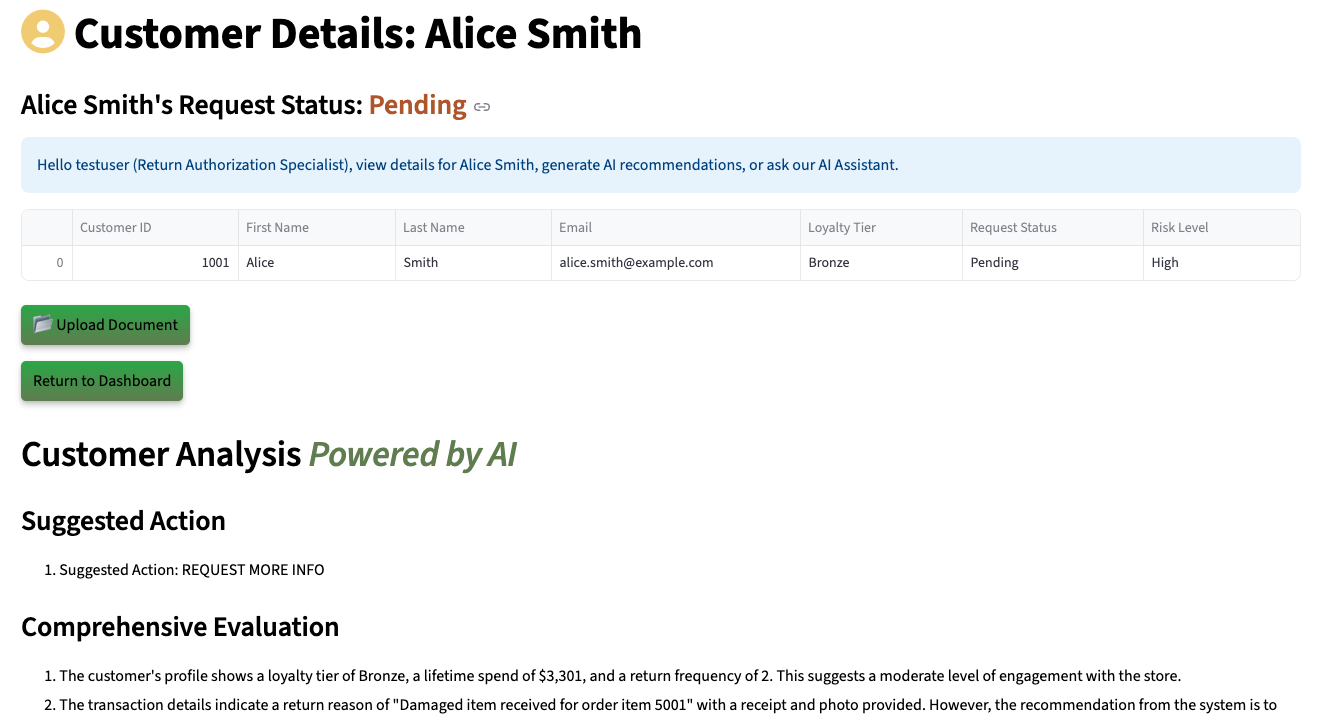 Customer Details: Alice Smith
Alice Smith's Request Status: Pending
Hello testuser (Return Authorization Specialist), view details for Alice Smith, generate AI recommendations, or ask our AI Assistant.
Customer ID First Name Last Name Email Loyalty Tier Request Status Risk Level
0 1001 Alice Smith alice.smith@example.com Bronze Pending High
Upload Document
Return to Dashboard
Customer Analysis Powered by AI
Suggested Action
1. Suggested Action: REQUEST MORE INFO
Comprehensive Evaluation
1. The customer's profile shows a loyalty tier of Bronze, a lifetime spend of $3,301, and a return frequency of 2. This suggests a moderate level of engagement with the store.
2. The transaction details indicate a return reason of "Damaged item received for order item 5001" with a receipt and photo provided. However, the recommendation from the system is to